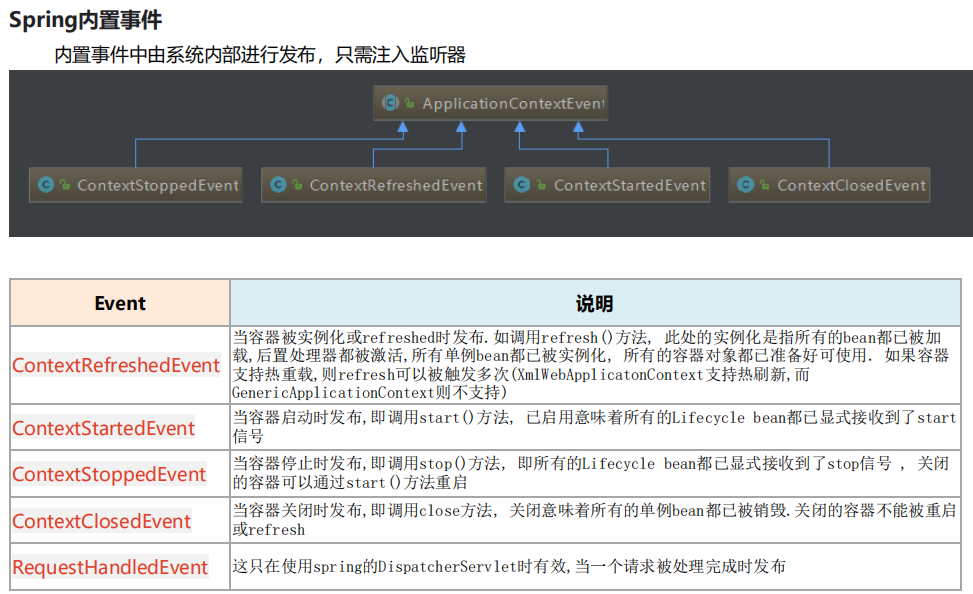 Spring内置事件
内置事件中由系统内部进行发布，只需注入监听器
ApplicationContextEvent
ContextStoppedEvent
ContextRefreshedEvent
ContextStartedEvent
ContextClosedEvent
Event
说明
ContextRefreshedEvent
当容器被实例化或refreshed时发布.如调用refresh()方法, 此处的实例化是指所有的bean都已被加
载,后置处理器都被激活,所有单例bean都已被实例化, 所有的容器对象都已准备好可使用. 如果容器
支持热重载,则refresh可以被触发多次(XmlWebApplicatonContext支持热刷新,而
GenericApplicationContext则不支持)
ContextStartedEvent
当容器启动时发布,即调用start()方法, 已启用意味着所有的Lifecycle bean都已显式接收到了start
信号
ContextStoppedEvent
当容器停止时发布,即调用stop()方法, 即所有的Lifecycle bean都已显式接收到了stop信号 , 关闭
的容器可以通过start()方法重启
ContextClosedEvent
当容器关闭时发布,即调用close方法, 关闭意味着所有的单例bean都已被销毁.关闭的容器不能被重启
或refresh
RequestHandledEvent
这只在使用spring的DispatcherServlet时有效,当一个请求被处理完成时发布